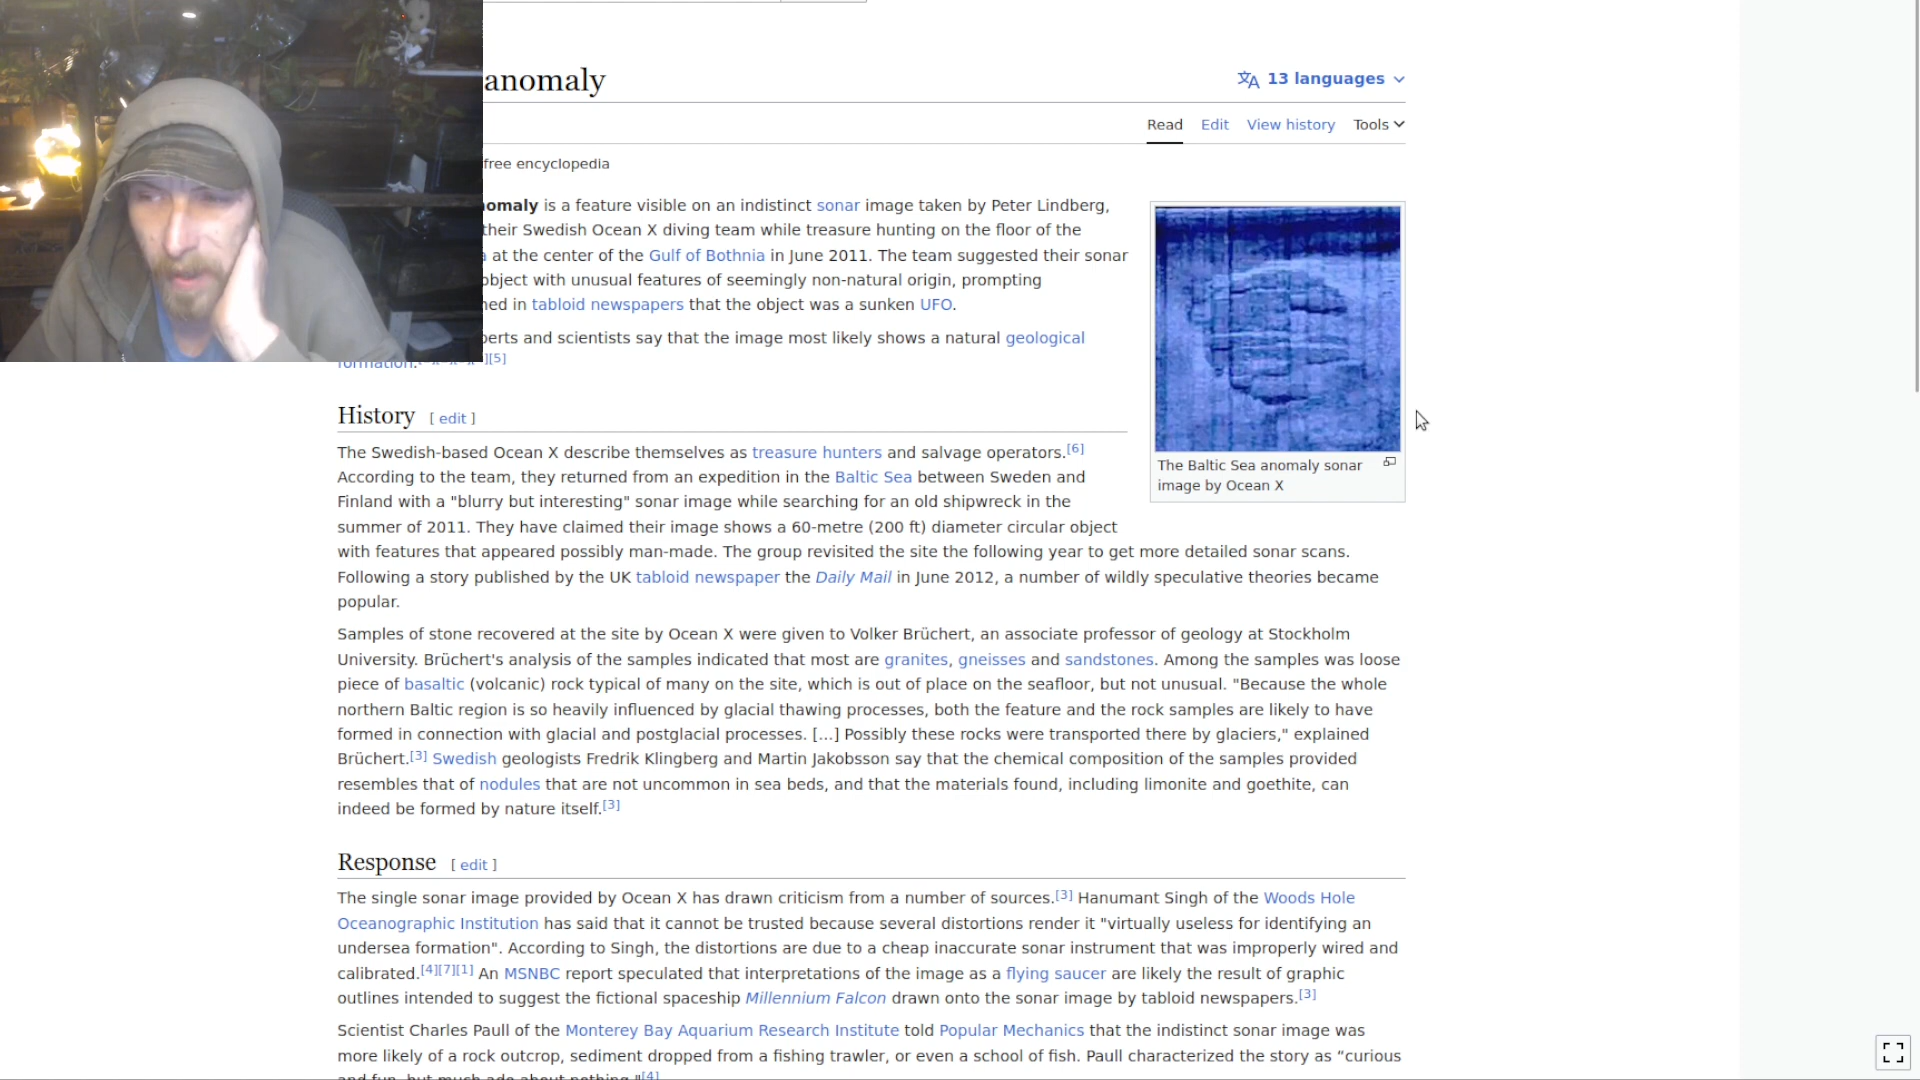 anomaly
13 languages
Read Edit View history Tools
free encyclopedia
omaly is a feature visible on an indistinct sonar image taken by Peter Lindberg,
their Swedish Ocean X diving team while treasure hunting on the floor of the
a at the center of the Gulf of Bothnia in June 2011. The team suggested their sonar
object with unusual features of seemingly non-natural origin, prompting
ned in tabloid newspapers that the object was a sunken UFO.
perts and scientists say that the image most likely shows a natural geological
formation. [5]
The Baltic Sea anomaly sonar
image by Ocean X
History [ edit ]
The Swedish-based Ocean X describe themselves as treasure hunters and salvage operators.[6]
According to the team, they returned from an expedition in the Baltic Sea between Sweden and
Finland with a "blurry but interesting" sonar image while searching for an old shipwreck in the
summer of 2011. They have claimed their image shows a 60-metre (200 ft) diameter circular object
with features that appeared possibly man-made. The group revisited the site the following year to get more detailed sonar scans.
Following a story published by the UK tabloid newspaper the Daily Mail in June 2012, a number of wildly speculative theories became
popular.
Samples of stone recovered at the site by Ocean X were given to Volker Brüchert, an associate professor of geology at Stockholm
University. Brüchert's analysis of the samples indicated that most are granites, gneisses and sandstones. Among the samples was loose
piece of basaltic (volcanic) rock typical of many on the site, which is out of place on the seafloor, but not unusual. "Because the whole
northern Baltic region is so heavily influenced by glacial thawing processes, both the feature and the rock samples are likely to have
formed in connection with glacial and postglacial processes. [...] Possibly these rocks were transported there by glaciers," explained
Brüchert.[3] Swedish geologists Fredrik Klingberg and Martin Jakobsson say that the chemical composition of the samples provided
resembles that of nodules that are not uncommon in sea beds, and that the materials found, including limonite and goethite, can
indeed be formed by nature itself.[3]
Response [ edit ]
The single sonar image provided by Ocean X has drawn criticism from a number of sources.[3] Hanumant Singh of the Woods Hole
Oceanographic Institution has said that it cannot be trusted because several distortions render it "virtually useless for identifying an
undersea formation". According to Singh, the distortions are due to a cheap inaccurate sonar instrument that was improperly wired and
calibrated.[4][7][1] An MSNBC report speculated that interpretations of the image as a flying saucer are likely the result of graphic
outlines intended to suggest the fictional spaceship Millennium Falcon drawn onto the sonar image by tabloid newspapers.[3]
Scientist Charles Paull of the Monterey Bay Aquarium Research Institute told Popular Mechanics that the indistinct sonar image was
more likely of a rock outcrop, sediment dropped from a fishing trawler, or even a school of fish. Paull characterized the story as “curious
and fun, but much ado about nothing."[4]